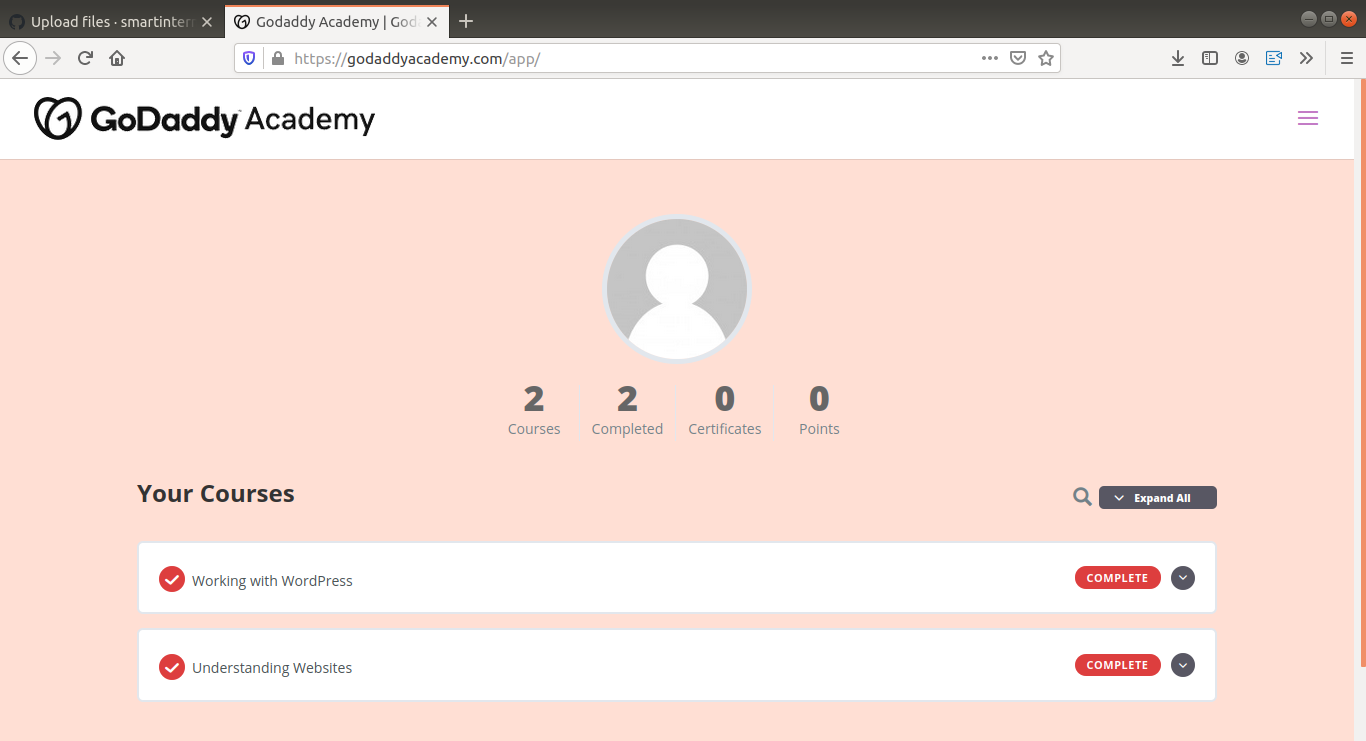 Upload files · smartintern
Godaddy Academy | God
https://godaddyacademy.com/app/
GoDaddy™ Academy
2 2 0 0
Courses Completed Certificates Points
Your Courses
Expand All
Working with WordPress COMPLETE
Understanding Websites COMPLETE